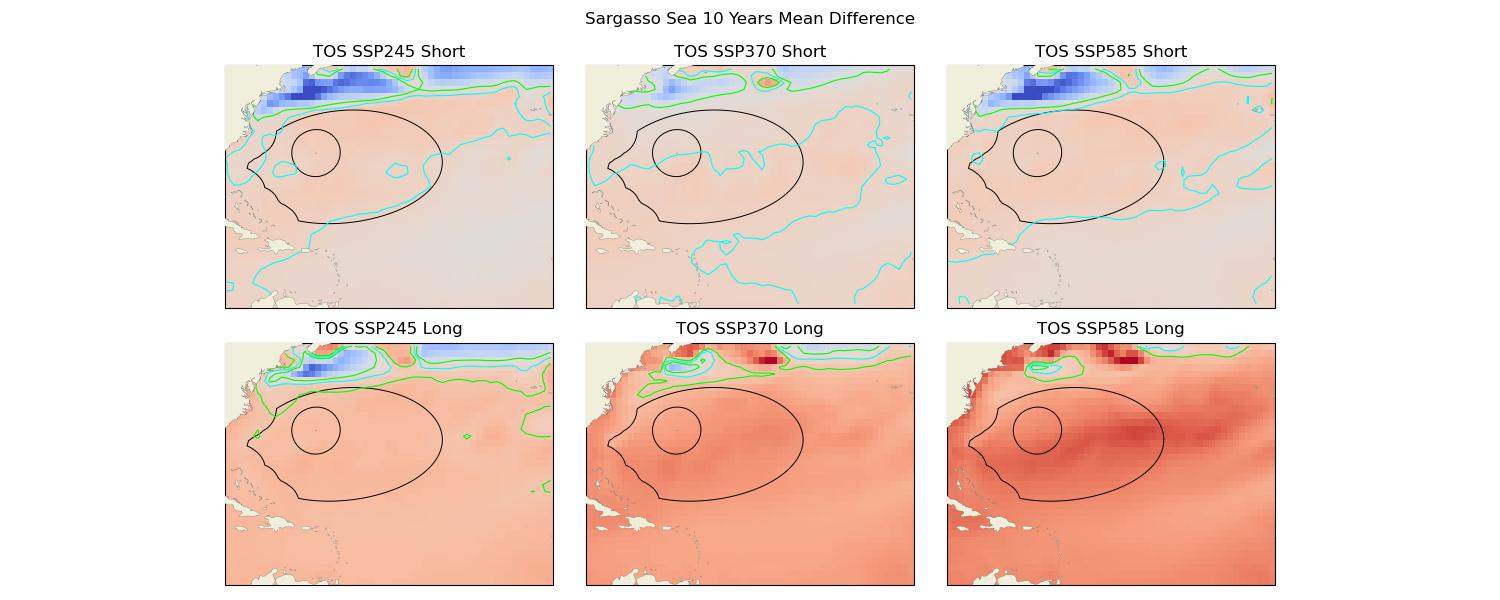 Sargasso Sea 10 Years Mean Difference
TOS SSP245 Short
TOS SSP370 Short
TOS SSP585 Short
TOS SSP245 Long
TOS SSP370 Long
TOS SSP585 Long